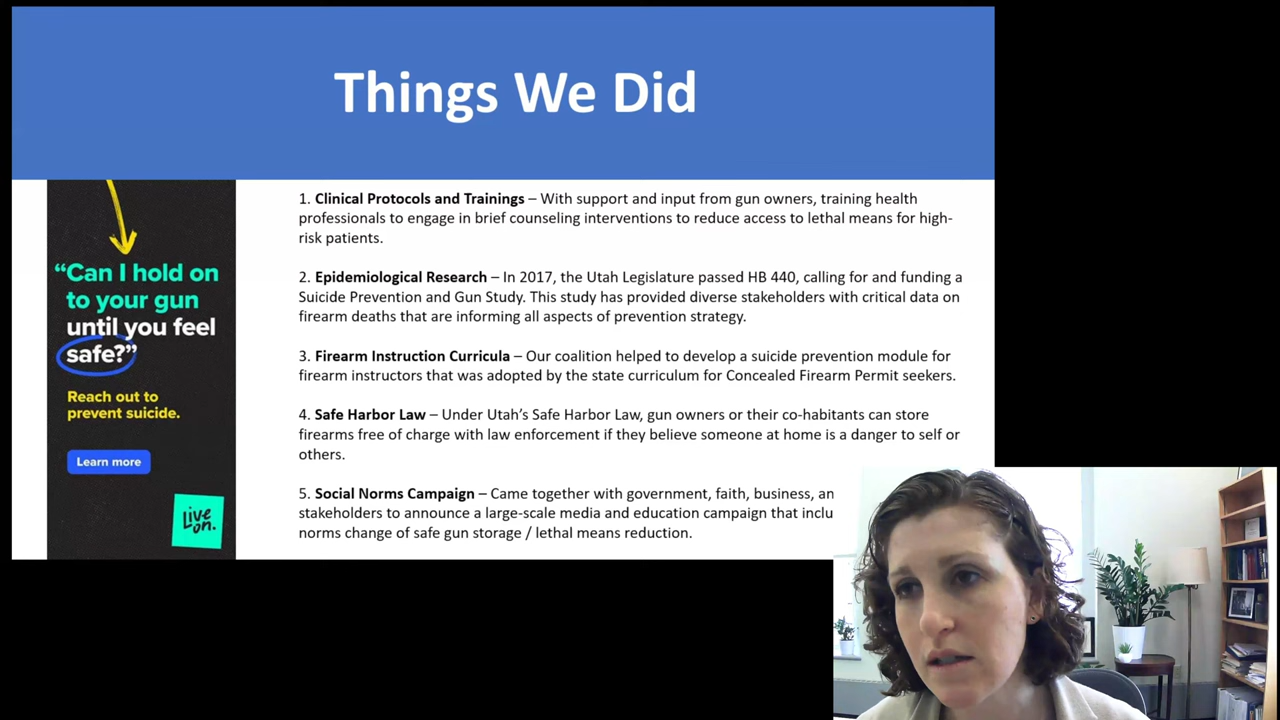 Things We Did
“Can I hold on
to your gun
until you feel
safe?”
Reach out to
prevent suicide.
Learn more
Live
on.
1. Clinical Protocols and Trainings – With support and input from gun owners, training health
professionals to engage in brief counseling interventions to reduce access to lethal means for high-
risk patients.
2. Epidemiological Research – In 2017, the Utah Legislature passed HB 440, calling for and funding a
Suicide Prevention and Gun Study. This study has provided diverse stakeholders with critical data on
firearm deaths that are informing all aspects of prevention strategy.
3. Firearm Instruction Curricula – Our coalition helped to develop a suicide prevention module for
firearm instructors that was adopted by the state curriculum for Concealed Firearm Permit seekers.
4. Safe Harbor Law – Under Utah’s Safe Harbor Law, gun owners or their co-habitants can store
firearms free of charge with law enforcement if they believe someone at home is a danger to self or
others.
5. Social Norms Campaign – Came together with government, faith, business, an
stakeholders to announce a large-scale media and education campaign that inclu
norms change of safe gun storage / lethal means reduction.